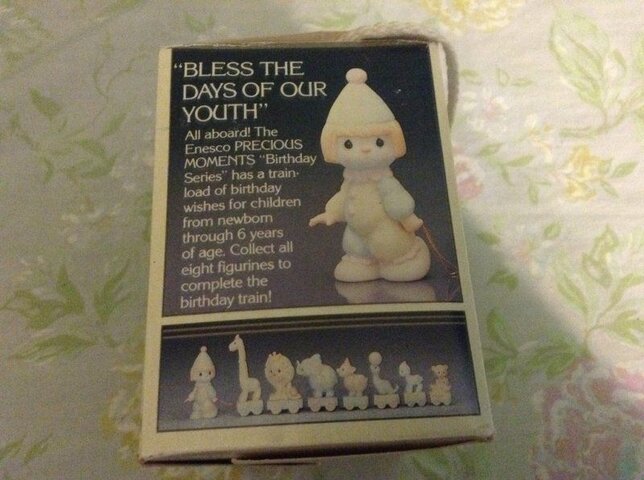 "BLESS THE
DAYS OF OUR
YOUTH"
All aboard! The
Enesco PRECIOUS
MOMENTS "Birthday
Series" has a train-
load of birthday
wishes for children
from newborn
through 6 years
of age. Collect all
eight figurines to
complete the
birthday train!